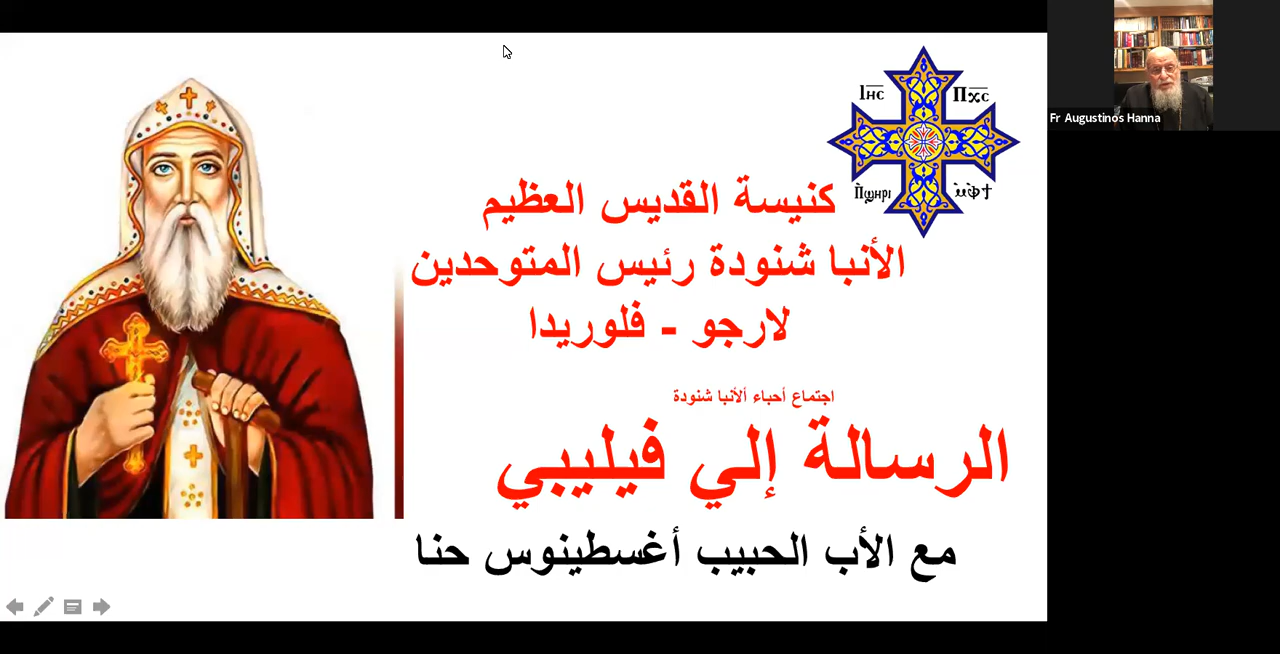 Fr Augustinos Hanna
كنيسة القديس العظيم
الأنبا شنودة رئيس المتوحدين
لارجو - فلوريدا
اجتماع أحباء ألأنبا شنودة
الرسالة إلي فيليبي
مع الأب الحبيب أغسطينوس حنا